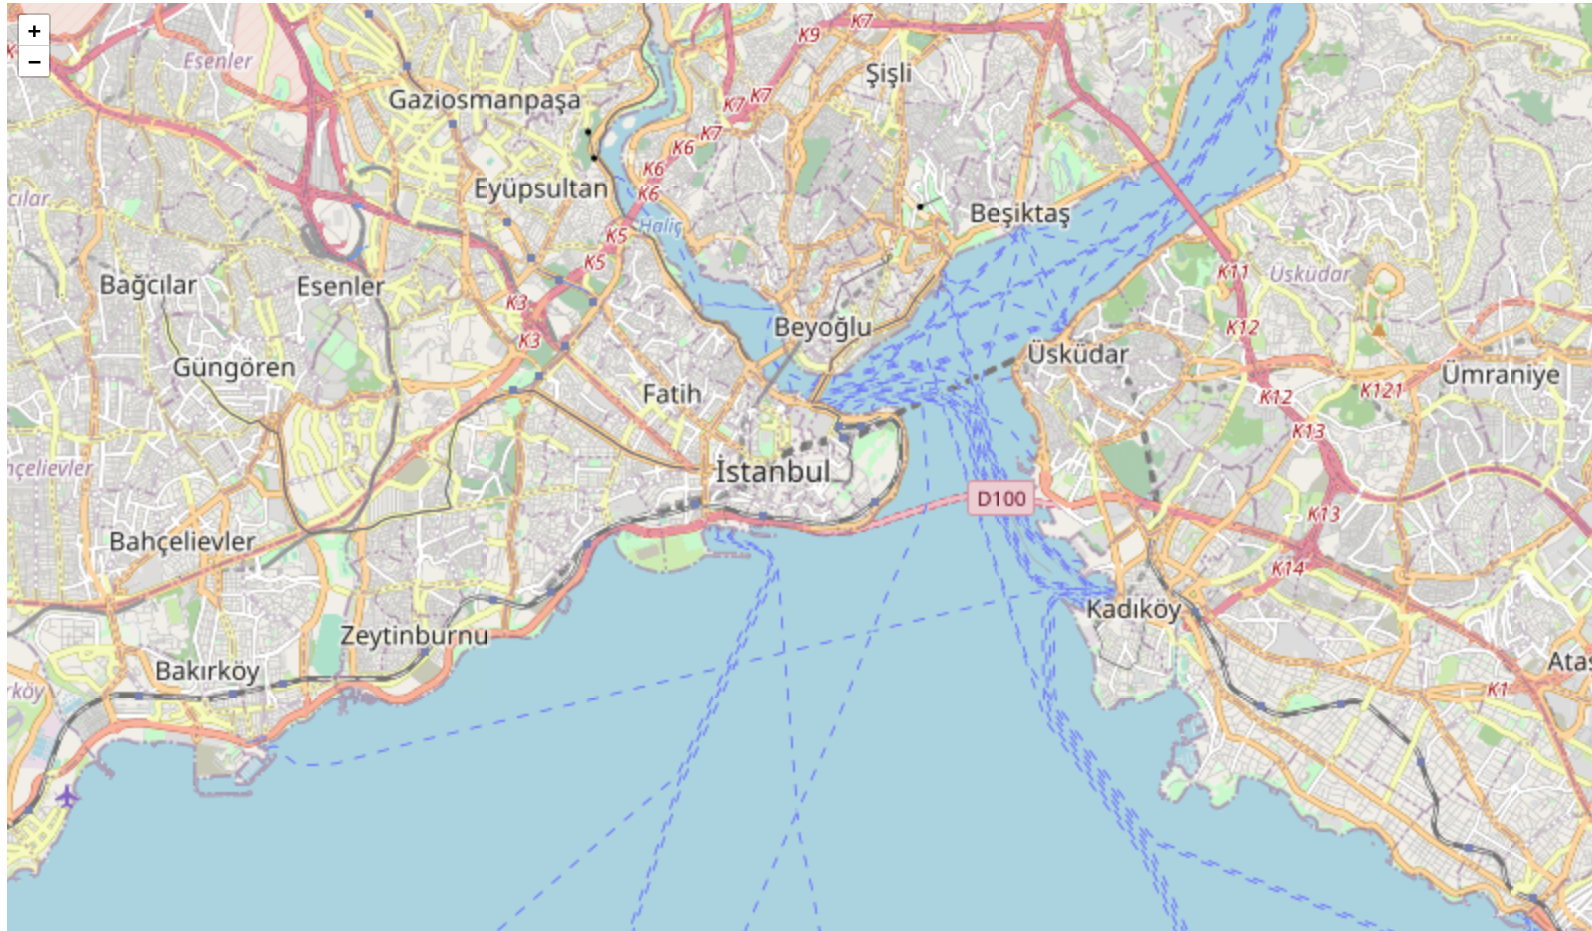 +
−
K7
K9
Esenler
Şişli
Gaziosmanpaşa
K7
K7
K7
K6
K6
Eyüpsultan
K6
cılar
Beşiktaş
Haliç
K5
K5
K11
Üsküdar
Bağcılar
Esenler
K3
K12
Beyoğlu
K3
Üsküdar
Güngören
Ümraniye
Fatih
K12
K121
K13
İstanbul
nçelievler
D100
K13
Bahçelievler
K14
Kadıköy
Zeytinburnu
Bakırköy
Atas
rköy
K1